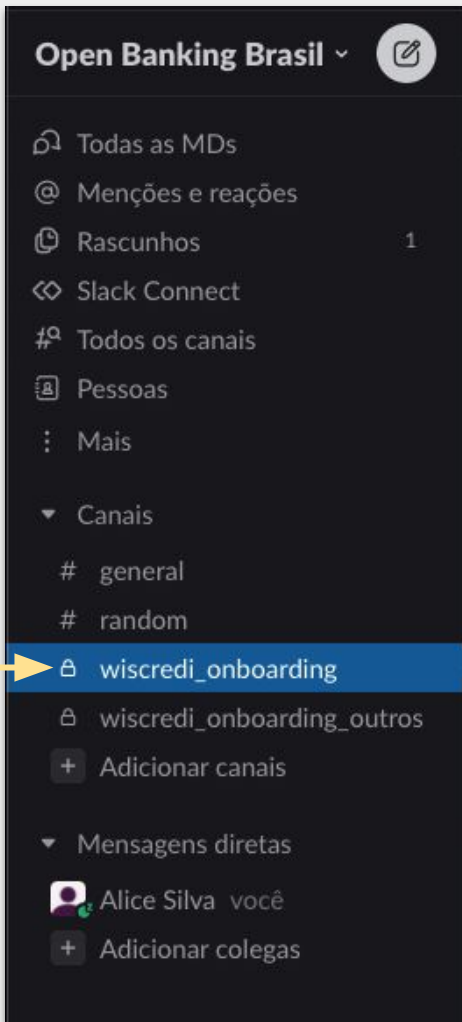 Open Banking Brasil
Todas as MDs
Menções e reações
Rascunhos 1
Slack Connect
Todos os canais
Pessoas
Mais
Canais
# general
# random
wiscredi_onboarding
wiscredi_onboarding_outros
+ Adicionar canais
Mensagens diretas
Alice Silva você
+ Adicionar colegas